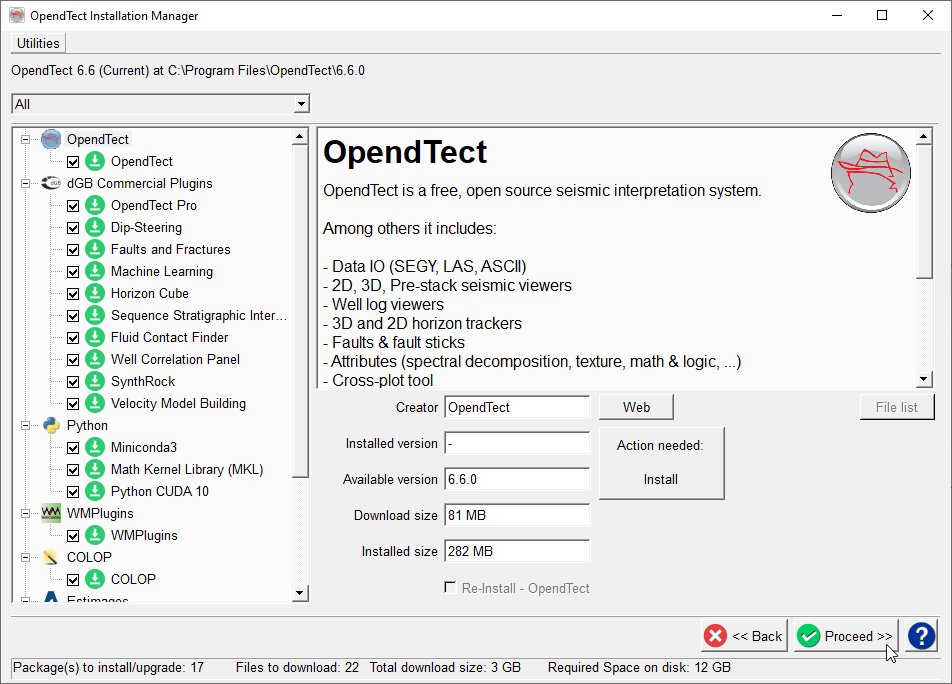 OpendTect Installation Manager
Utilities
OpendTect 6.6 (Current) at C:\Program Files\OpendTect\6.6.0
All
OpendTect
OpendTect
dGB Commercial Plugins
OpendTect Pro
Dip-Steering
Faults and Fractures
Machine Learning
Horizon Cube
Sequence Stratigraphic Inter...
Fluid Contact Finder
Well Correlation Panel
SynthRock
Velocity Model Building
Python
Miniconda3
Math Kernel Library (MKL)
Python CUDA 10
WMPlugins
WMPlugins
COLOP
COLOP
Estimages
OpendTect
OpendTect is a free, open source seismic interpretation system.
Among others it includes:
- Data IO (SEGY, LAS, ASCII)
- 2D, 3D, Pre-stack seismic viewers
- Well log viewers
- 3D and 2D horizon trackers
- Faults & fault sticks
- Attributes (spectral decomposition, texture, math & logic, ...)
- Cross-plot tool
Creator OpendTect Web File list
Installed version -
Action needed:
Install
Available version 6.6.0
Download size 81 MB
Installed size 282 MB
Re-Install - OpendTect
<< Back Proceed >> ?
Package(s) to install/upgrade: 17 Files to download: 22 Total download size: 3 GB Required Space on disk: 12 GB